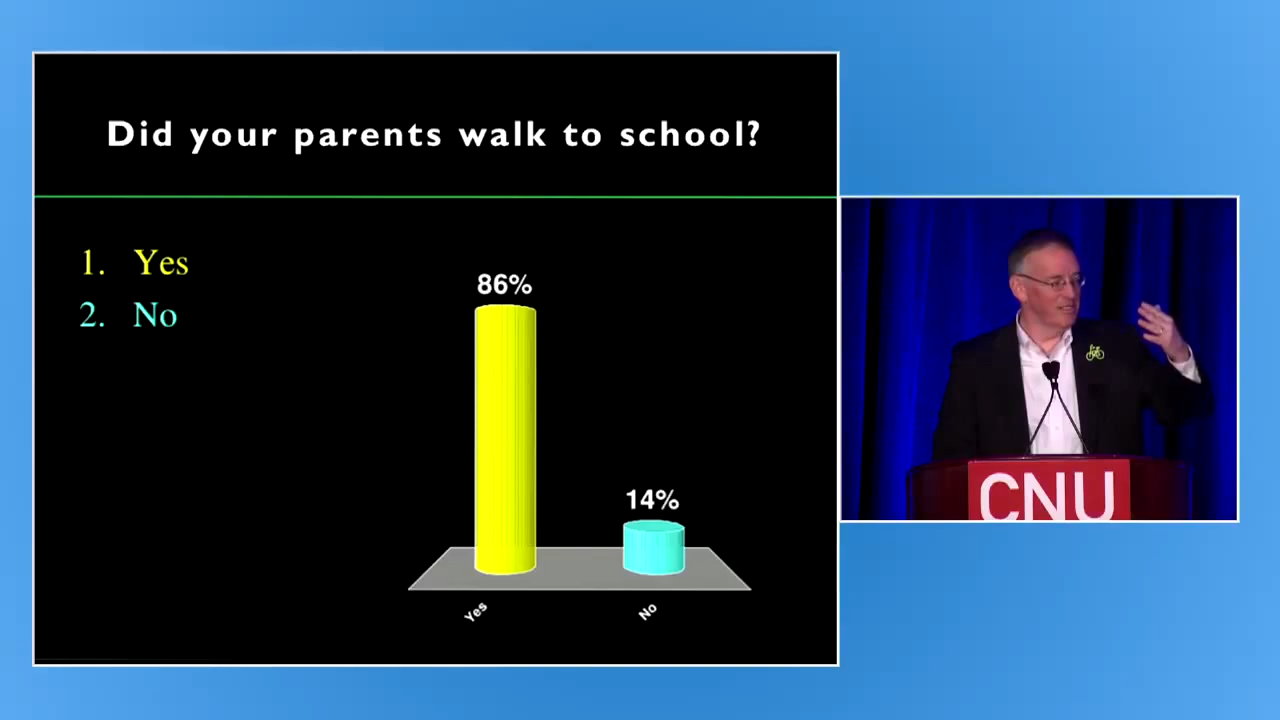 Did your parents walk to school?
1. Yes
2. No
86%
14%
Yes
No
CNU